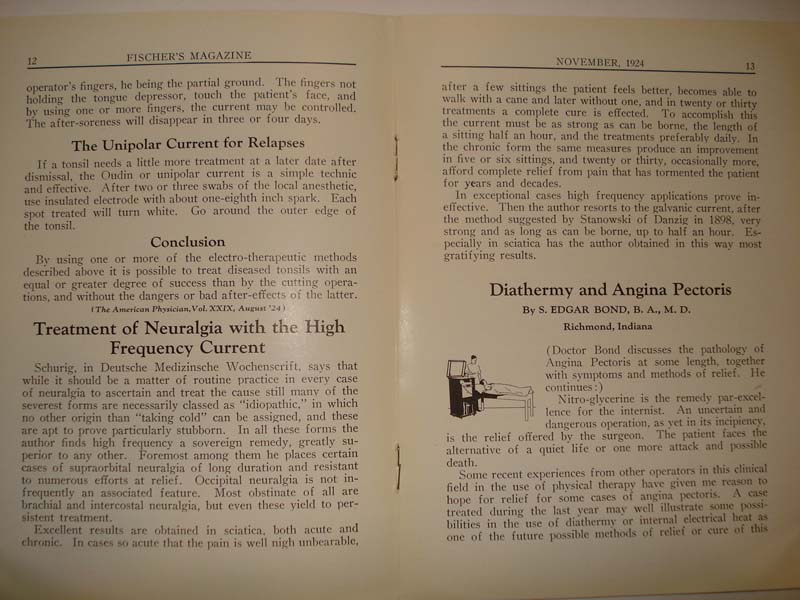 12
FISCHER'S MAGAZINE
operator's fingers, he being the partial ground. The fingers not
holding the tongue depressor, touch the patient's face, and
by using one or more fingers, the current may be controlled.
The after-soreness will disappear in three or four days.
The Unipolar Current for Relapses
If a tonsil needs a little more treatment at a later date after
dismissal, the Oudin or unipolar current is a simple technic
and effective. After two or three swabs of the local anesthetic,
use insulated electrode with about one-eighth inch spark. Each
spot treated will turn white. Go around the outer edge of
the tonsil.
Conclusion
By using one or more of the electro-therapeutic methods
described above it is possible to treat diseased tonsils with an
equal or greater degree of success than by the cutting opera-
tions, and without the dangers or bad after-effects of the latter.
(The American Physician, Vol. XXIX, August '24)
Treatment of Neuralgia with the High
Frequency Current
Schurig, in Deutsche Medizinsche Wochenscrift, says that
while it should be a matter of routine practice in every case
of neuralgia to ascertain and treat the cause still many of the
severest forms are necessarily classed as "idiopathic," in which
no other origin than "taking cold" can be assigned, and these
are apt to prove particularly stubborn. In all these forms the
author finds high frequency a sovereign remedy, greatly su-
perior to any other. Foremost among them he places certain
cases of supraorbital neuralgia of long duration and resistant
to numerous efforts at relief. Occipital neuralgia is not in-
frequently an associated feature. Most obstinate of all are
brachial and intercostal neuralgia, but even these yield to per-
sistent treatment.
Excellent results are obtained in sciatica, both acute and
chronic. In cases so acute that the pain is well nigh unbearable,
NOVEMBER, 1924
13
after a few sittings the patient feels better, becomes able to
walk with a cane and later without one, and in twenty or thirty
treatments a complete cure is effected. To accomplish this
the current must be as strong as can be borne, the length of
a sitting half an hour, and the treatments preferably daily. In
the chronic form the same measures produce an improvement
in five or six sittings, and twenty or thirty, occasionally more,
afford complete relief from pain that has tormented the patient
for years and decades.
In exceptional cases high frequency applications prove in-
effective. Then the author resorts to the galvanic current, after
the method suggested by Stanowski of Danzig in 1898, very
strong and as long as can be borne, up to half an hour. Es-
pecially in sciatica has the author obtained in this way most
gratifying results.
Diathermy and Angina Pectoris
By S. EDGAR BOND, B. A., M. D.
Richmond, Indiana
(Doctor Bond discusses the pathology of
Angina Pectoris at some length, together
with symptoms and methods of relief. He
continues:)
Nitro-glycerine is the remedy par-excel-
lence for the internist. An uncertain and
dangerous operation, as yet in its incipiency,
is the relief offered by the surgeon. The patient faces the
alternative of a quiet life or one more attack and possible
death.
Some recent experiences from other operators in this clinical
field in the use of physical therapy have given me reason to
hope for relief for some cases of angina pectoris. A case
treated during the last year may well illustrate some possi-
bilities in the use of diathermy or internal electrical heat as
one of the future possible methods of relief or cure of this